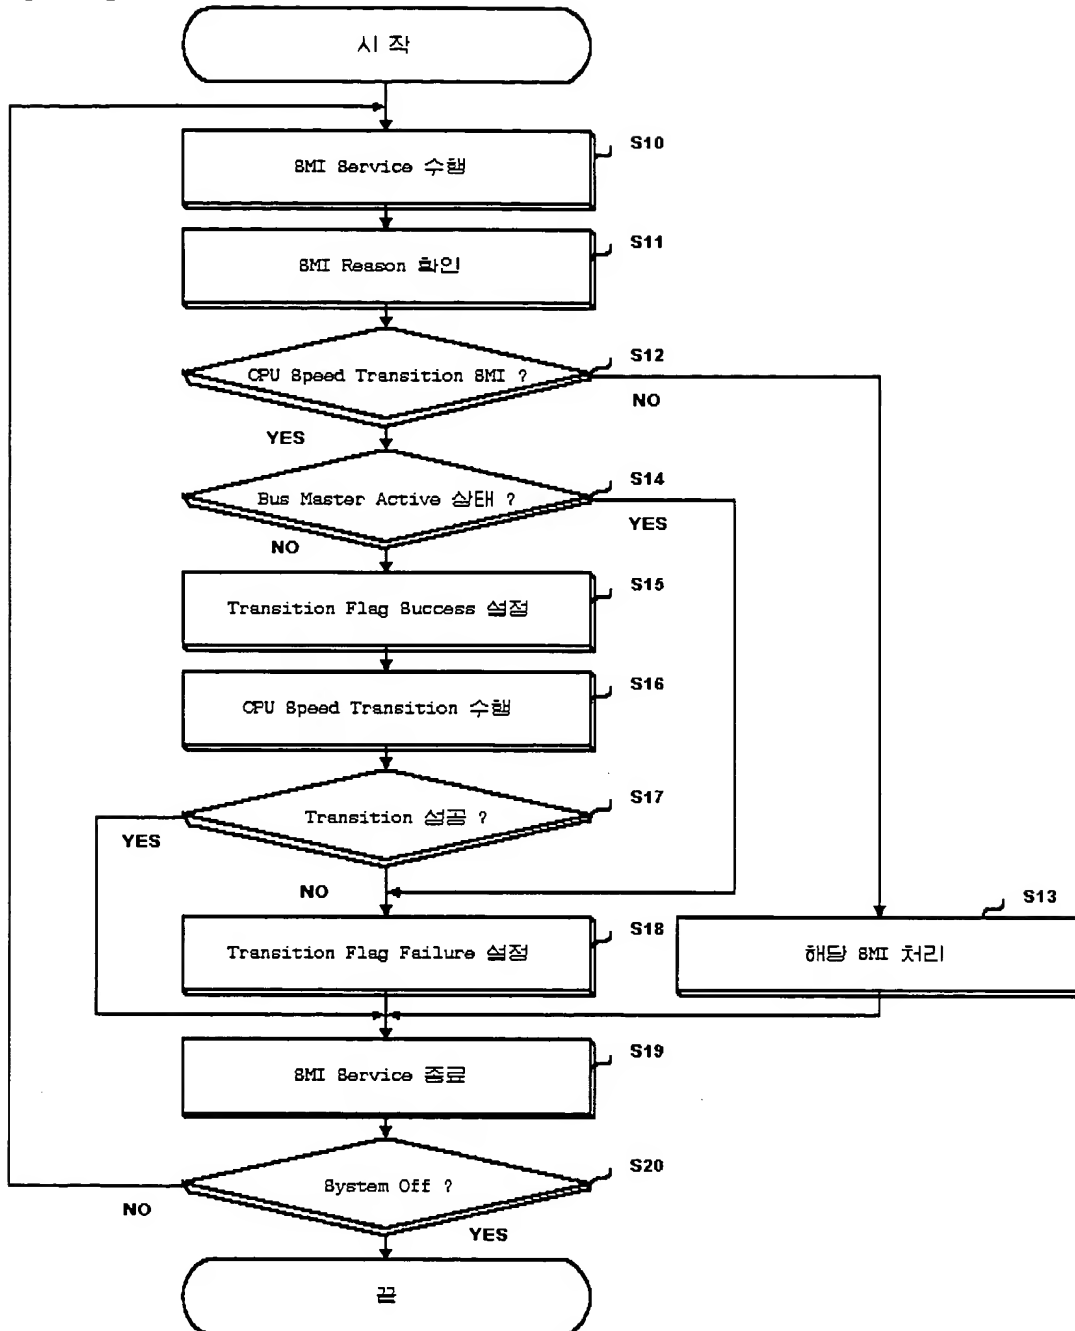 시 작
S10
SMI Service 수행
S11
SMI Reason 확인
S12
CPU Speed Transition SMI ?
NO
YES
S14
Bus Master Active 상태 ?
YES
NO
S15
Transition Flag Success 설정
S16
CPU Speed Transition 수행
S17
Transition 성공 ?
YES
NO
S13
S18
Transition Flag Failure 설정
해당 SMI 처리
S19
SMI Service 종료
S20
System Off ?
NO
YES
끝